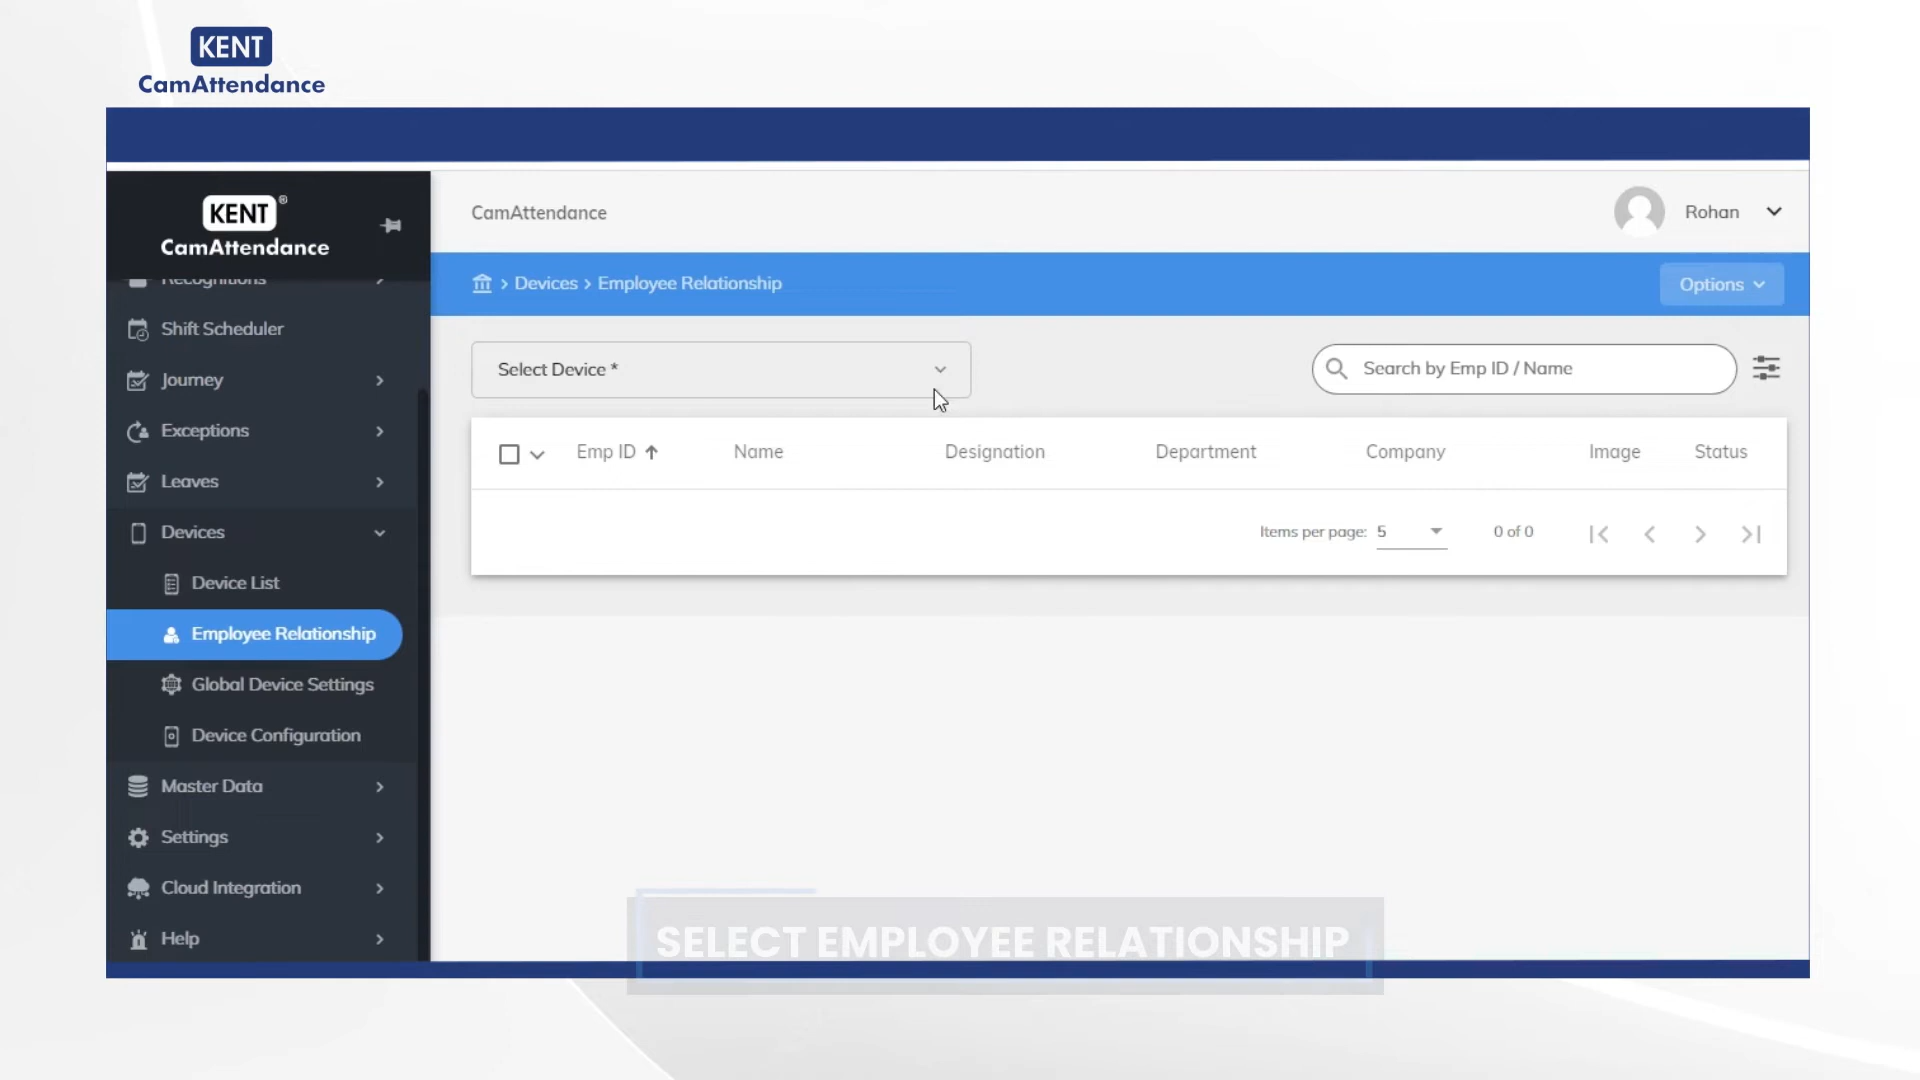 KENT
CamAttendance
KENT®
CamAttendance
CamAttendance
Rohan
> Devices > Employee Relationship
Options
Recognitions
Shift Scheduler
Journey
Exceptions
Leaves
Devices
Device List
Employee Relationship
Global Device Settings
Device Configuration
Master Data
Settings
Cloud Integration
Help
Select Device *
Search by Emp ID / Name
Emp ID Name Designation Department Company Image Status
Items per page: 5 0 of 0
SELECT EMPLOYEE RELATIONSHIP